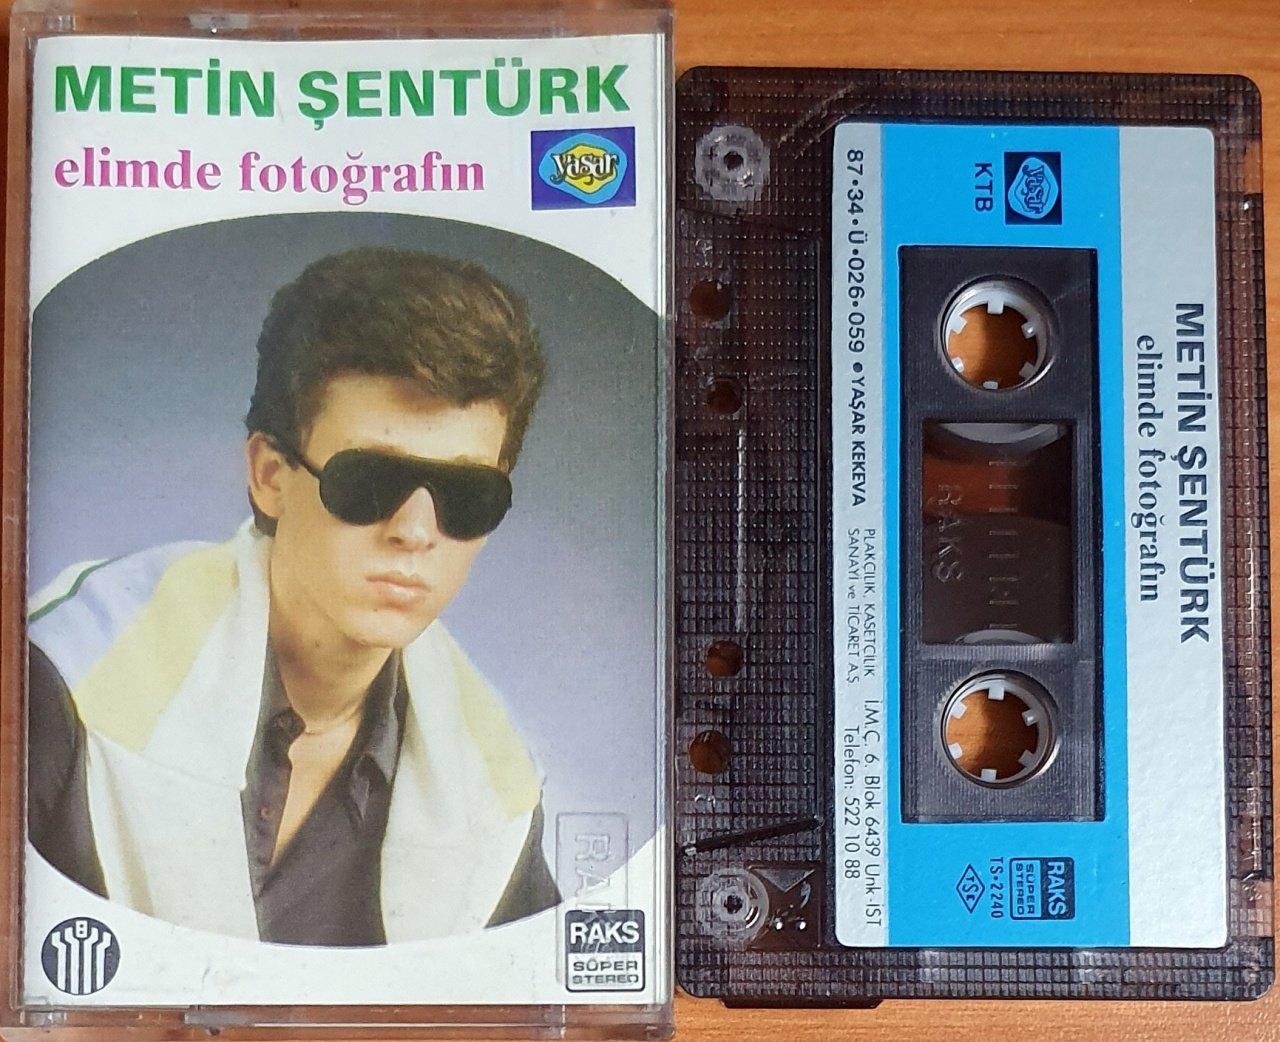 METİN ŞENTÜRK
elimde fotoğrafın
yaşar
RAKS
RAKS
SÜPER
STEREO
yaşar
KTB
METİN ŞENTÜRK
elimde fotoğrafın
RAKS
RAKS
SÜPER
STEREO
TS•2240
TSE
87•34•Ü•026•059 • YAŞAR KEKEVA
PLAKÇILIK, KASETÇİLİK
SANAYİ ve TİCARET A.Ş.
İ.M.Ç. 6. Blok 6439 Unk-İST
Telefon: 522 10 88